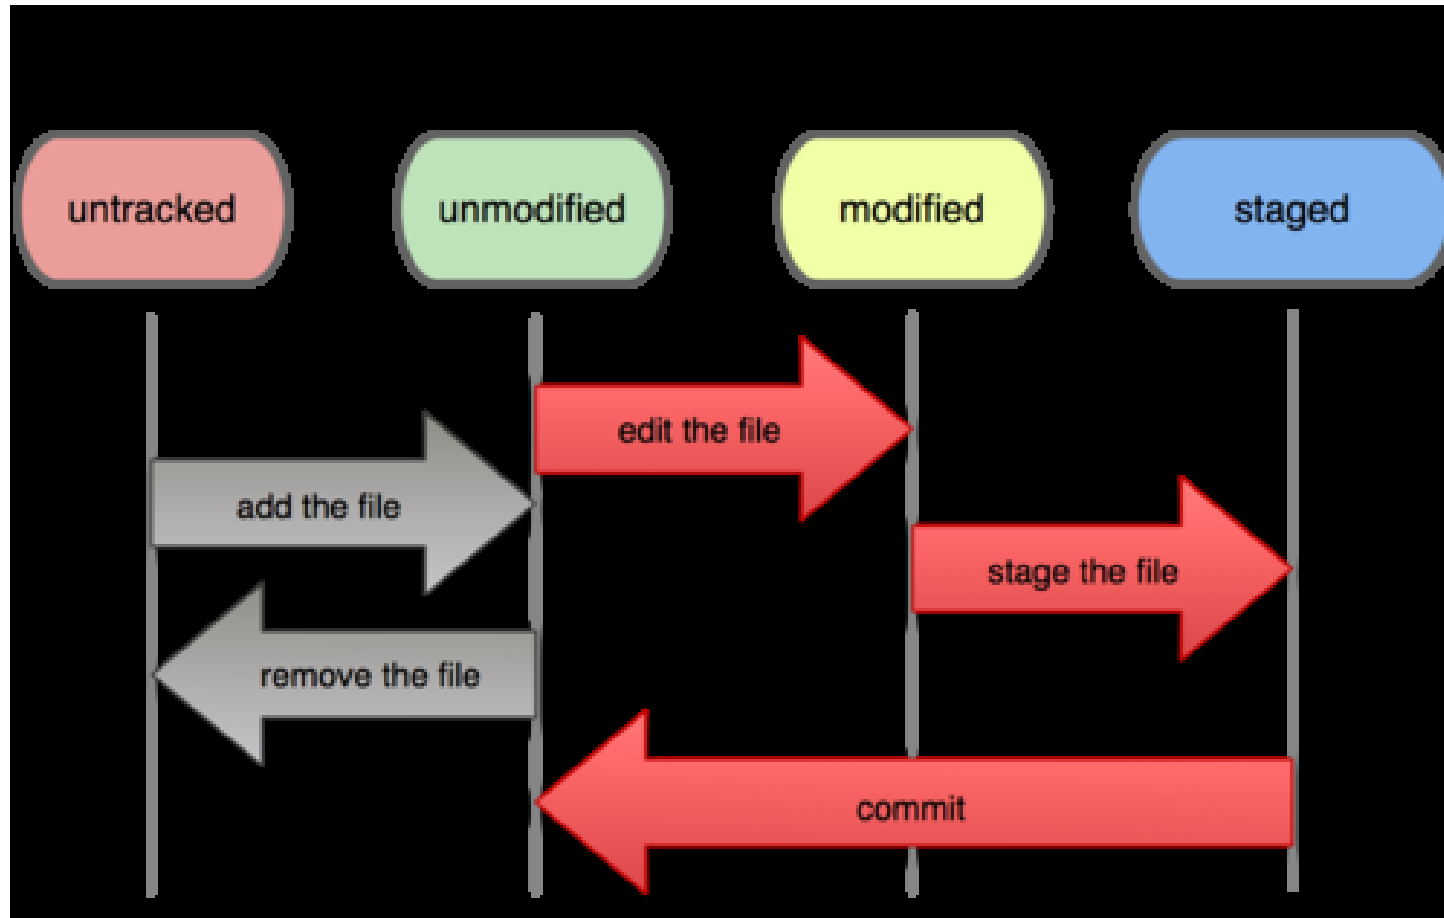 untracked
unmodified
modified
staged
edit the file
add the file
stage the file
remove the file
commit